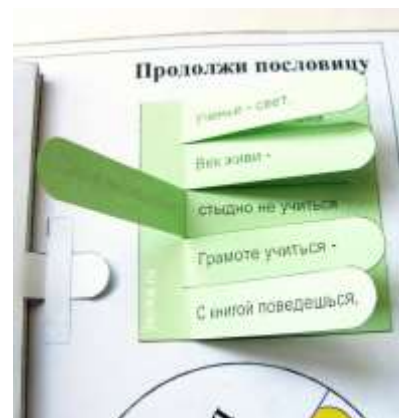 Продолжи пословицу
ученье - свет
Век живи -
стыдно не учиться
Грамоте учиться -
С книгой поведешься,